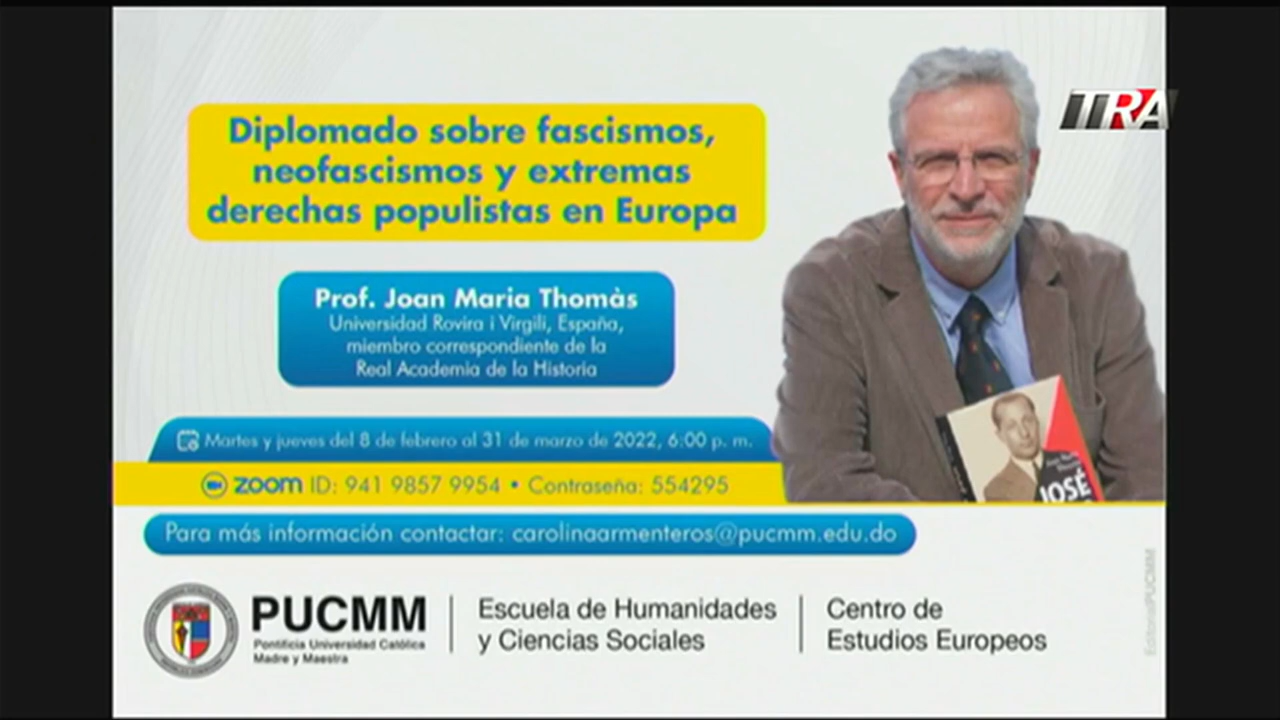 TRA
Diplomado sobre fascismos,
neofascismos y extremas
derechas populistas en Europa
Prof. Joan Maria Thomàs
Universidad Rovira i Virgili, España,
miembro correspondiente de la
Real Academia de la Historia
Martes y jueves del 8 de febrero al 31 de marzo de 2022, 6:00 p. m.
zoom ID: 941 9857 9954 • Contraseña: 554295
JOSÉ
Para más información contactar: carolinaarmenteros@pucmm.edu.do
PUCMM
Pontificia Universidad Católica
Madre y Maestra
Escuela de Humanidades
y Ciencias Sociales
Centro de
Estudios Europeos
EditorialPUCMM